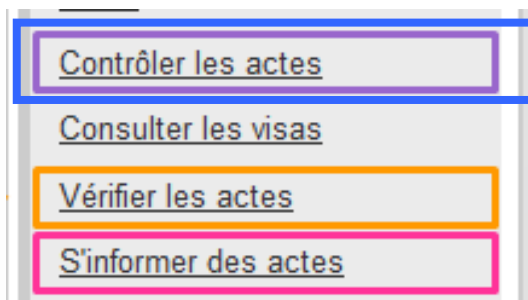 Contrôler les actes
Consulter les visas
Vérifier les actes
S'informer des actes